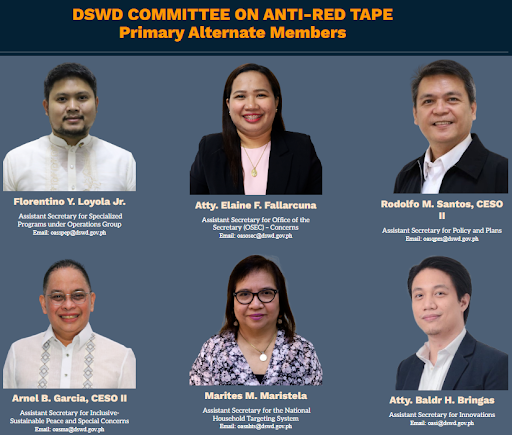 DSWD COMMITTEE ON ANTI-RED TAPE
Primary Alternate Members
Florentino Y. Loyola Jr.
Assistant Secretary for Specialized
Programs under Operations Group
Email: oasspep@dswd.gov.ph
Atty. Elaine F. Fallarcuna
Assistant Secretary for Office of the
Secretary (OSEC) - Concerns
Email: oasosec@dswd.gov.ph
Rodolfo M. Santos, CESO
II
Assistant Secretary for Policy and Plans
Email: @dswd.gov.ph
Arnel B. Garcia, CESO II
Assistant Secretary for Inclusive-
Sustainable Peace and Special Concerns
Email: @dswd.gov.ph
Marites M. Maristela
Assistant Secretary for the National
Household Targeting System
Email: @dswd.gov.ph
Atty. Baldr H. Bringas
Assistant Secretary for Innovations
Email: oasi@dswd.gov.ph